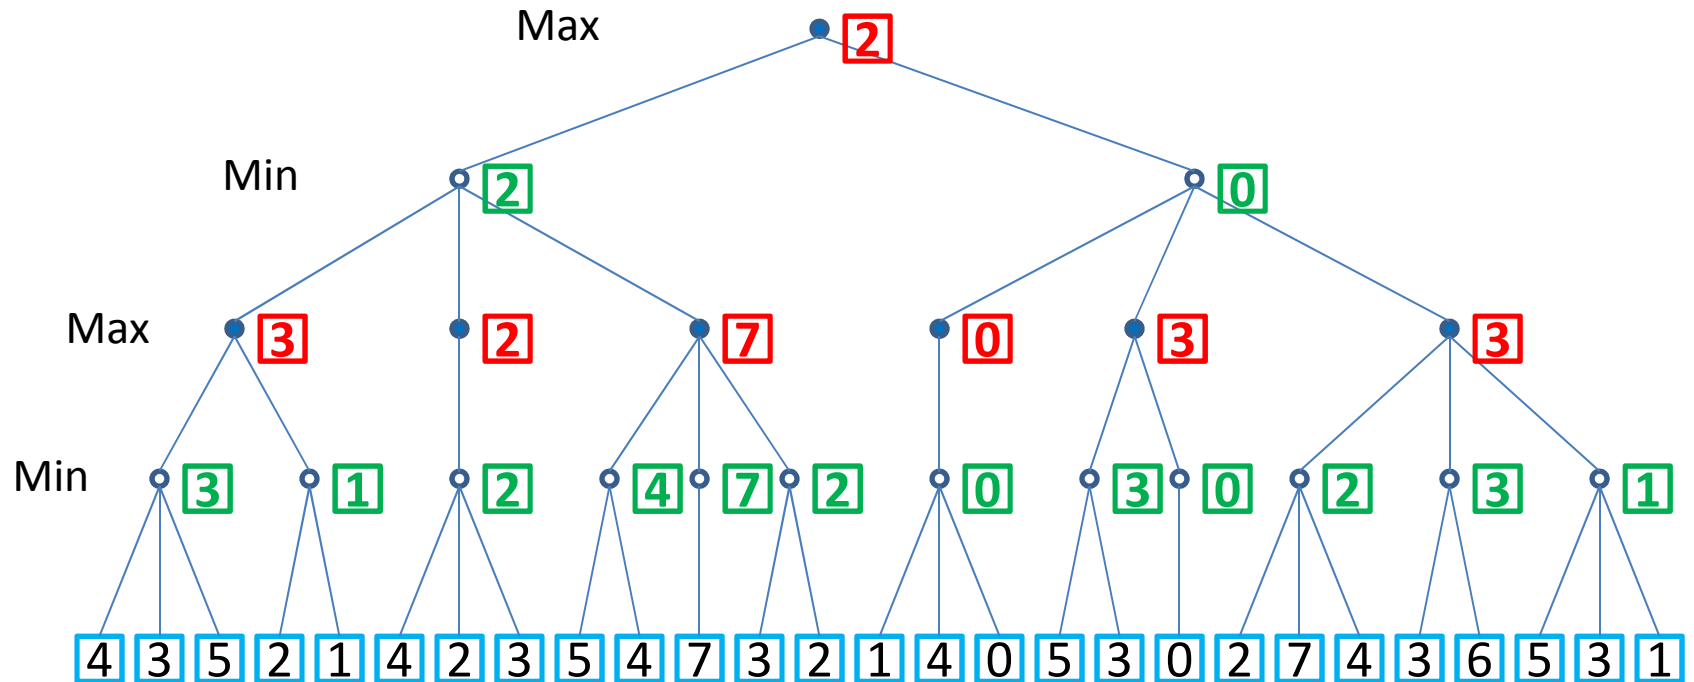 Max 2
Min 2 0
Max 3 2 7 0 3 3
Min 3 1 2 4 7 2 0 3 0 2 3 1
4 3 5 2 1 4 2 3 5 4 7 3 2 1 4 0 5 3 0 2 7 4 3 6 5 3 1